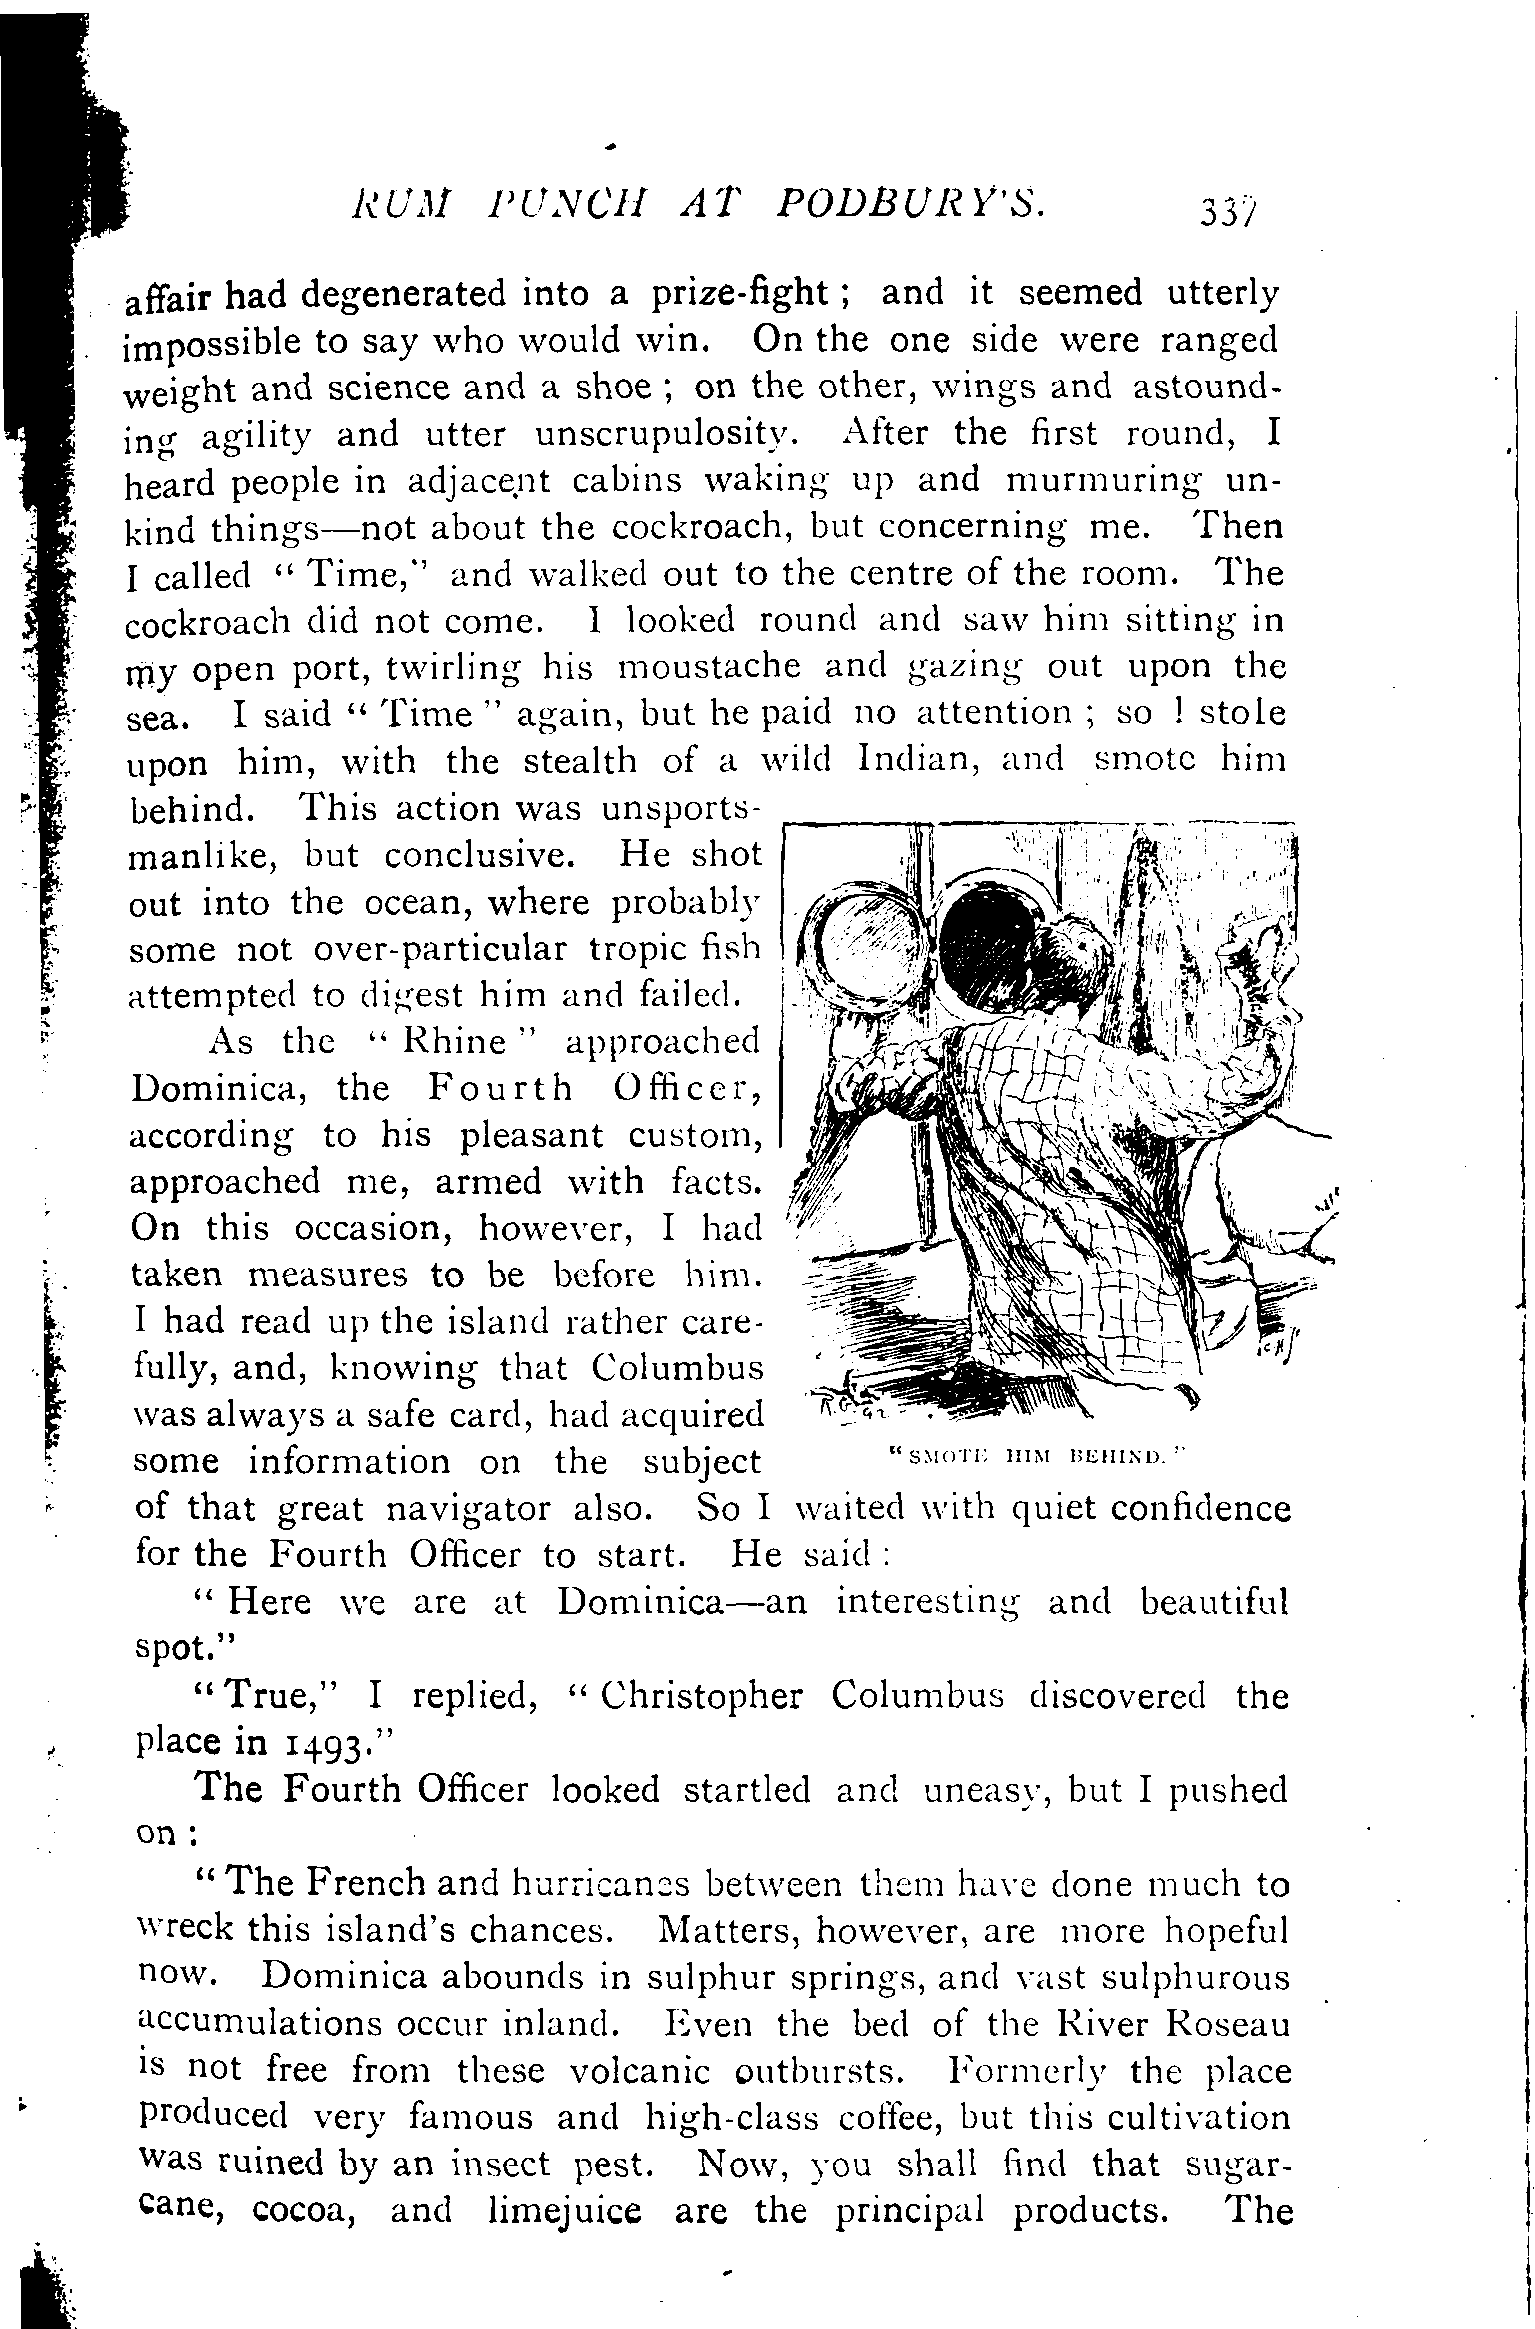 RUM PUNCH AT PODBURY'S. 337
affair had degenerated into a prize-fight ; and it seemed utterly
impossible to say who would win. On the one side were ranged
weight and science and a shoe ; on the other, wings and astound-
ing agility and utter unscrupulosity. After the first round, I
heard people in adjacent cabins waking up and murmuring un-
kind things—not about the cockroach, but concerning me. Then
I called “ Time,” and walked out to the centre of the room. The
cockroach did not come. I looked round and saw him sitting in
my open port, twirling his moustache and gazing out upon the
sea. I said “ Time ” again, but he paid no attention ; so I stole
upon him, with the stealth of a wild Indian, and smote him
behind. This action was unsports-
manlike, but conclusive. He shot
out into the ocean, where probably
some not over-particular tropic fish
attempted to digest him and failed.
As the “ Rhine ” approached
Dominica, the Fourth Officer,
according to his pleasant custom,
approached me, armed with facts.
On this occasion, however, I had
taken measures to be before him.
I had read up the island rather care-
fully, and, knowing that Columbus
was always a safe card, had acquired
some information on the subject
“SMOTE HIM BEHIND.”
of that great navigator also. So I waited with quiet confidence
for the Fourth Officer to start. He said :
“ Here we are at Dominica—an interesting and beautiful
spot.”
“ True,” I replied, “ Christopher Columbus discovered the
place in 1493.”
The Fourth Officer looked startled and uneasy, but I pushed
on :
“ The French and hurricanes between them have done much to
wreck this island's chances. Matters, however, are more hopeful
now. Dominica abounds in sulphur springs, and vast sulphurous
accumulations occur inland. Even the bed of the River Roseau
is not free from these volcanic outbursts. Formerly the place
produced very famous and high-class coffee, but this cultivation
was ruined by an insect pest. Now, you shall find that sugar-
cane, cocoa, and limejuice are the principal products. The